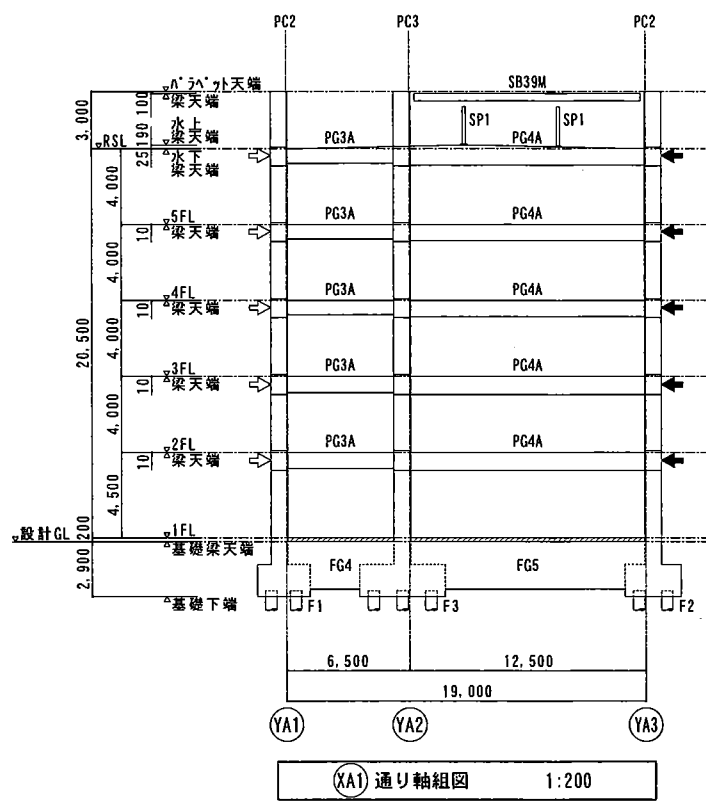 PC2 PC3 PC2
パラペット天端
梁天端
SB39M
3,000
100
水上
梁天端
SP1 SP1
190
RSL
PG3A PG4A
水下
梁天端
25
4,000
5FL
梁天端
10
PG3A PG4A
4,000
4FL
梁天端
10
PG3A PG4A
20,500
4,000
3FL
梁天端
10
PG3A PG4A
4,000
2FL
梁天端
10
PG3A PG4A
4,500
設計GL
200
1FL
基礎梁天端
2,900
FG4 FG5
基礎下端
F1 F3 F2
6,500 12,500
19,000
YA1 YA2 YA3
XA1 通り軸組図 1:200